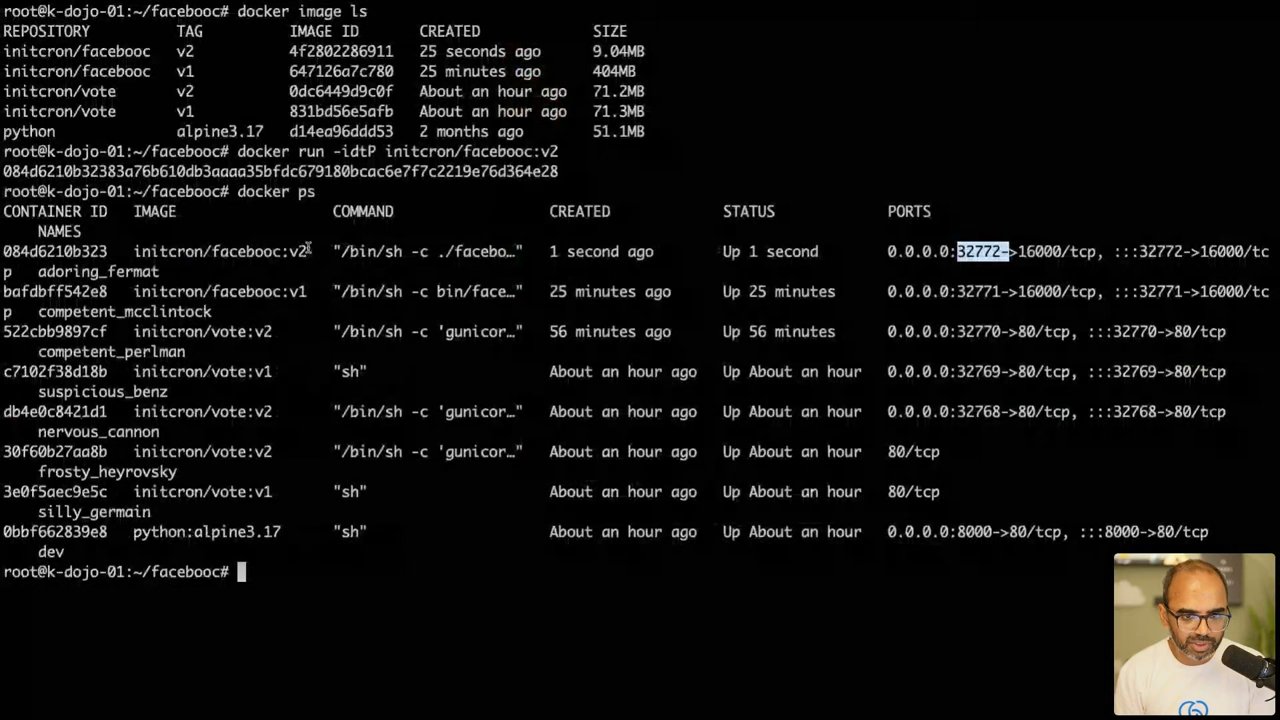 root@k-dojo-01:~/facebooc# docker image ls
REPOSITORY TAG IMAGE ID CREATED SIZE
initcron/facebooc v2 4f2802286911 25 seconds ago 9.04MB
initcron/facebooc v1 647126a7c780 25 minutes ago 404MB
initcron/vote v2 0dc6449d9c0f About an hour ago 71.2MB
initcron/vote v1 831bd56e5afb About an hour ago 71.3MB
python alpine3.17 d14ea96ddd53 2 months ago 51.1MB
root@k-dojo-01:~/facebooc# docker run -idtP initcron/facebooc:v2
084d6210b32383a76b610db3aaaa35bfdc679180bcac6e7f7c2219e76d364e28
root@k-dojo-01:~/facebooc# docker ps
CONTAINER ID IMAGE COMMAND CREATED STATUS PORTS
NAMES
084d6210b323 initcron/facebooc:v2 "/bin/sh -c ./facebo…" 1 second ago Up 1 second 0.0.0.0:32772->16000/tcp, :::32772->16000/tc
p adoring_fermat
bafdbff542e8 initcron/facebooc:v1 "/bin/sh -c bin/face…" 25 minutes ago Up 25 minutes 0.0.0.0:32771->16000/tcp, :::32771->16000/tc
p competent_mcclintock
522cbb9897cf initcron/vote:v2 "/bin/sh -c 'gunicor…" 56 minutes ago Up 56 minutes 0.0.0.0:32770->80/tcp, :::32770->80/tcp
competent_perlman
c7102f38d18b initcron/vote:v1 "sh" About an hour ago Up About an hour 0.0.0.0:32769->80/tcp, :::32769->80/tcp
suspicious_benz
db4e0c8421d1 initcron/vote:v2 "/bin/sh -c 'gunicor…" About an hour ago Up About an hour 0.0.0.0:32768->80/tcp, :::32768->80/tcp
nervous_cannon
30f60b27aa8b initcron/vote:v2 "/bin/sh -c 'gunicor…" About an hour ago Up About an hour 80/tcp
frosty_heyrovsky
3e0f5aec9e5c initcron/vote:v1 "sh" About an hour ago Up About an hour 80/tcp
silly_germain
0bbf662839e8 python:alpine3.17 "sh" About an hour ago Up About an hour 0.0.0.0:8000->80/tcp, :::8000->80/tcp
dev
root@k-dojo-01:~/facebooc#